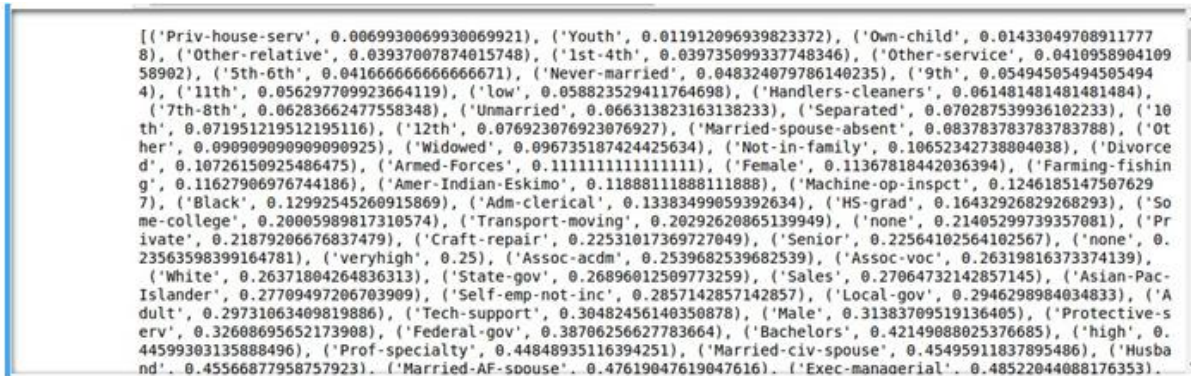 [('Priv-house-serv', 0.0069930069930069921), ('Youth', 0.011912096939823372), ('Own-child', 0.01433049708911777
8), ('Other-relative', 0.03937007874015748), ('1st-4th', 0.039735099337748346), ('Other-service', 0.0410958904109
58902), ('5th-6th', 0.041666666666666671), ('Never-married', 0.048324079786140235), ('9th', 0.05494505494505494
4), ('11th', 0.056297709923664119), ('low', 0.058823529411764698), ('Handlers-cleaners', 0.061481481481481484),
('7th-8th', 0.062836624775583­48), ('Unmarried', 0.066313823163138233), ('Separated', 0.070287539936102233), ('10
th', 0.071951219512195116), ('12th', 0.076923076923076927), ('Married-spouse-absent', 0.083783783783783788), ('Ot
her', 0.090909090909090925), ('Widowed', 0.096735187424425634), ('Not-in-family', 0.10652342738804038), ('Divorce
d', 0.10726150925486475), ('Armed-Forces', 0.1111111111111111), ('Female', 0.11367818442036394), ('Farming-fishin
g', 0.11627906976744186), ('Amer-Indian-Eskimo', 0.11888111888111888), ('Machine-op-inspct', 0.1246185147507629
7), ('Black', 0.12992545260915869), ('Adm-clerical', 0.13383499059392634), ('HS-grad', 0.16432926829268293), ('So
me-college', 0.20005989817310574), ('Transport-moving', 0.20292620865139949), ('none', 0.21405299739357081), ('Pr
ivate', 0.21879206676837479), ('Craft-repair', 0.22531017369727049), ('Senior', 0.22564102564102567), ('none', 0.
23563598399164781), ('veryhigh', 0.25), ('Assoc-acdm', 0.2539682539682539), ('Assoc-voc', 0.26319816373374139),
('White', 0.26371804264836313), ('State-gov', 0.26896012509773259), ('Sales', 0.27064732142857145), ('Asian-Pac-
Islander', 0.27709497206703909), ('Self-emp-not-inc', 0.2857142857142857), ('Local-gov', 0.29462989840348­33), ('A
dult', 0.29731063409819886), ('Tech-support', 0.30482456140350878), ('Male', 0.31383709519136405), ('Protective-s
erv', 0.32608695652173908), ('Federal-gov', 0.38706256627783664), ('Bachelors', 0.42149088025376685), ('high', 0.
44599303135888496), ('Prof-specialty', 0.44848935116394251), ('Married-civ-spouse', 0.45495911837895486), ('Husba
nd', 0.45566877958757923), ('Married-AF-spouse', 0.47619047619047616), ('Exec-managerial', 0.48522044088176353),